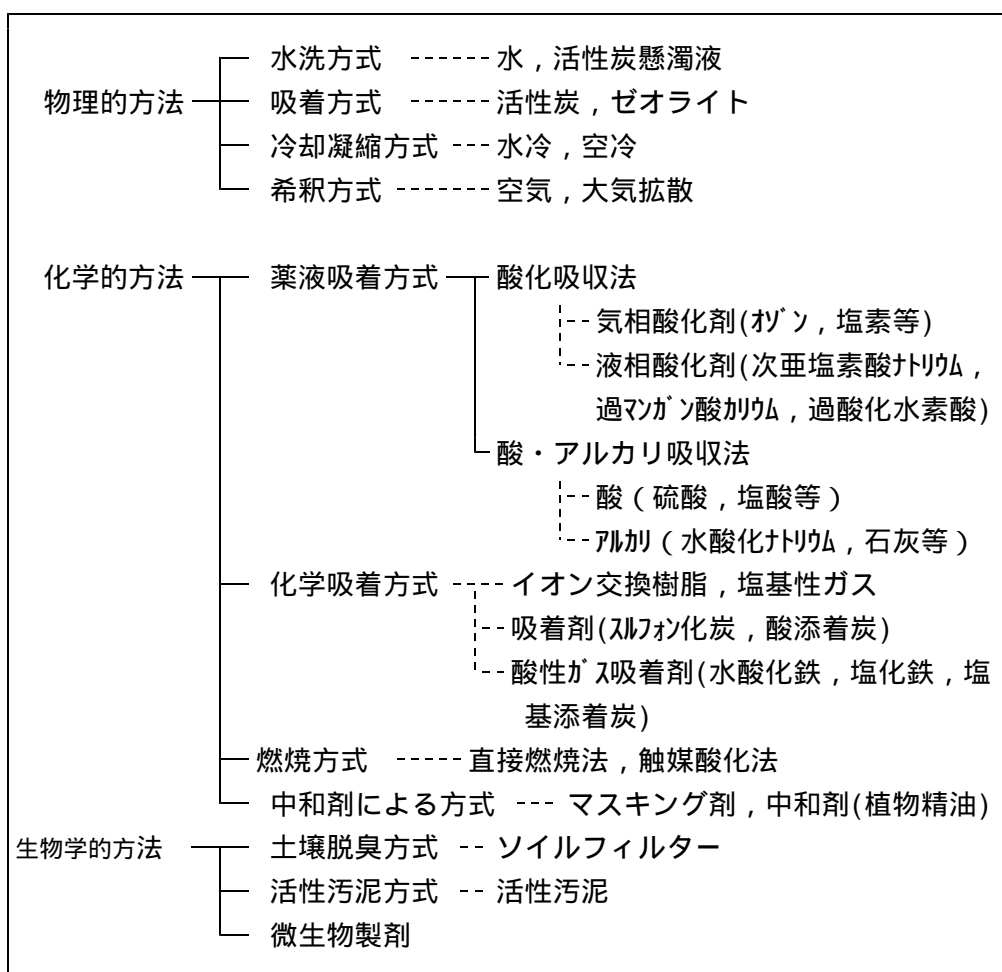 水洗方式 ------ 水，活性炭懸濁液
物理的方法 吸着方式 ------ 活性炭，ゼオライト
冷却凝縮方式 --- 水冷，空冷
希釈方式 ------- 空気，大気拡散
化学的方法 薬液吸着方式 酸化吸収法
気相酸化剤(ｵｿﾞﾝ，塩素等)
液相酸化剤(次亜塩素酸ﾅﾄﾘｳﾑ，
過ﾏﾝｶﾞﾝ酸ｶﾘｳﾑ，過酸化水素酸)
酸・アルカリ吸収法
酸（硫酸，塩酸等）
ｱﾙｶﾘ（水酸化ﾅﾄﾘｳﾑ，石灰等）
化学吸着方式 ---- イオン交換樹脂，塩基性ガス
吸着剤(ｽﾙﾌｫﾝ化炭，酸添着炭)
酸性ｶﾞｽ吸着剤(水酸化鉄，塩化鉄，塩
基添着炭)
燃焼方式 ----- 直接燃焼法，触媒酸化法
中和剤による方式 --- マスキング剤，中和剤(植物精油)
生物学的方法 土壌脱臭方式 -- ソイルフィルター
活性汚泥方式 -- 活性汚泥
微生物製剤